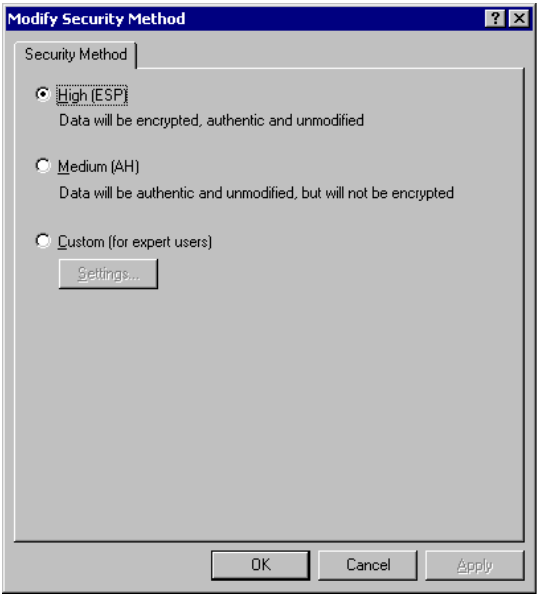 Modify Security Method
Security Method
High (ESP)
Data will be encrypted, authentic and unmodified
Medium (AH)
Data will be authentic and unmodified, but will not be encrypted
Custom (for expert users)
Settings...
OK Cancel Apply